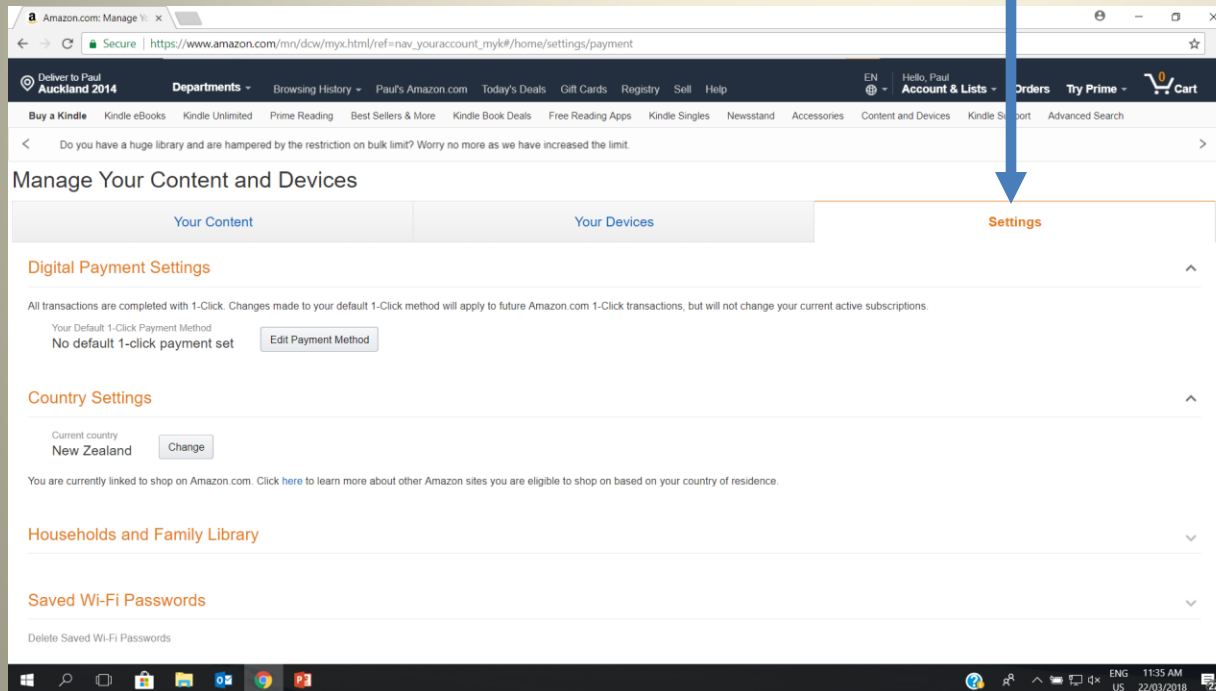 Amazon.com: Manage Y
Secure | https://www.amazon.com/mn/dcw/myx.html/ref=nav_youraccount_myk#/home/settings/payment
Deliver to Paul
Auckland 2014
Departments
Browsing History
Paul's Amazon.com
Today's Deals
Gift Cards
Registry
Sell
Help
EN
Hello, Paul
Account & Lists
Orders
Try Prime
0
Cart
Buy a Kindle
Kindle eBooks
Kindle Unlimited
Prime Reading
Best Sellers & More
Kindle Book Deals
Free Reading Apps
Kindle Singles
Newsstand
Accessories
Content and Devices
Kindle Support
Advanced Search
Do you have a huge library and are hampered by the restriction on bulk limit? Worry no more as we have increased the limit.
Manage Your Content and Devices
Your Content
Your Devices
Settings
Digital Payment Settings
All transactions are completed with 1-Click. Changes made to your default 1-Click method will apply to future Amazon.com 1-Click transactions, but will not change your current active subscriptions.
Your Default 1-Click Payment Method
No default 1-click payment set
Edit Payment Method
Country Settings
Current country
New Zealand
Change
You are currently linked to shop on Amazon.com. Click here to learn more about other Amazon sites you are eligible to shop on based on your country of residence.
Households and Family Library
Saved Wi-Fi Passwords
Delete Saved Wi-Fi Passwords
ENG
US
11:35 AM
22/03/2018